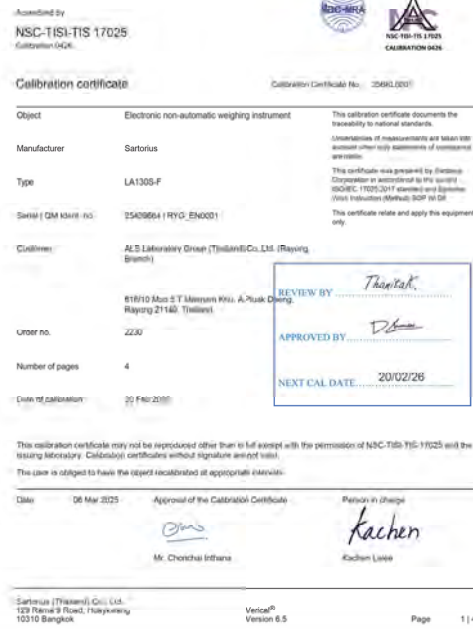 Accredited by
NSC-TISI-TIS 17025
Calibration 0426
ilac-MRA
NSC-TISI-TIS 17025
CALIBRATION 0426
Calibration certificate
Calibration Certificate No.
Object Electronic non-automatic weighing instrument
Manufacturer Sartorius
Type LA130S-F
Serial / QM Ident.-no.
Customer ALS Laboratory Group (Thailand)Co.,Ltd. (Rayong
Branch)
Rayong 21140, Thailand
Order no. 2230
Number of pages 4
Date of calibration
This calibration certificate documents the
traceability to national standards.
This certificate relate and apply this equipment
only.
REVIEW BY Thanitak.
APPROVED BY
NEXT CAL DATE 20/02/26
This calibration certificate may not be reproduced other than in full except with the permission of NSC-TISI-TIS-17025 and the
issuing laboratory. Calibration certificates without signature are not valid.
The user is obliged to have the object recalibrated at appropriate intervals.
Date 06 Mar 2025 Approval of the Calibration Certificate Person in charge
Kachen
Mr. Chonchai Inthana Kachen
Sartorius (Thailand) Co., Ltd.
10310 Bangkok
Verical®
Version 6.5
Page 1 |